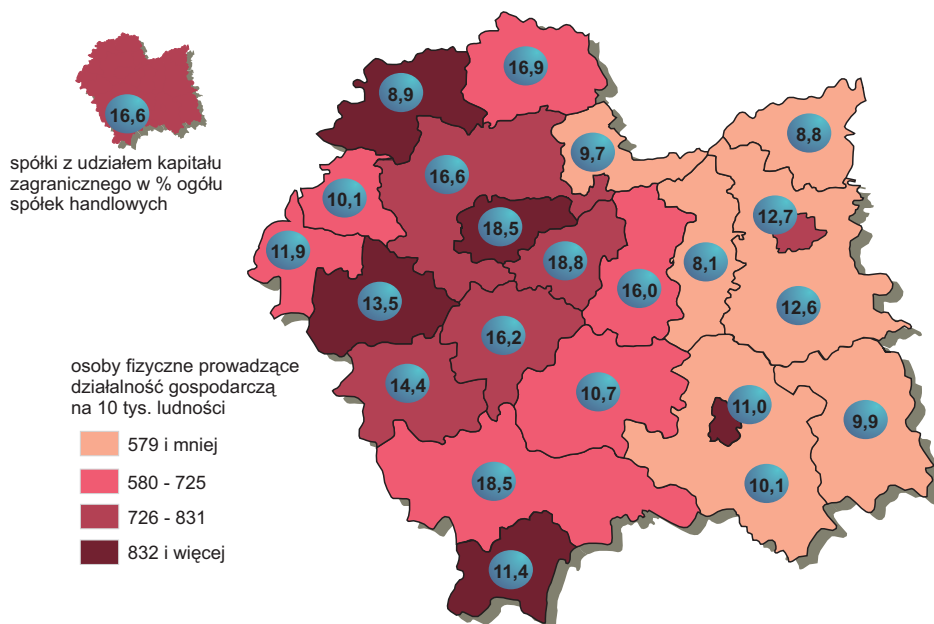 16,6
spółki z udziałem kapitału
zagranicznego w % ogółu
spółek handlowych
16,9
8,9
8,8
9,7
16,6
10,1
12,7
18,5
11,9
18,8
8,1
16,0
13,5
12,6
16,2
14,4
10,7
11,0
9,9
18,5
10,1
11,4
osoby fizyczne prowadzące
działalność gospodarczą
na 10 tys. ludności
579 i mniej
580 - 725
726 - 831
832 i więcej